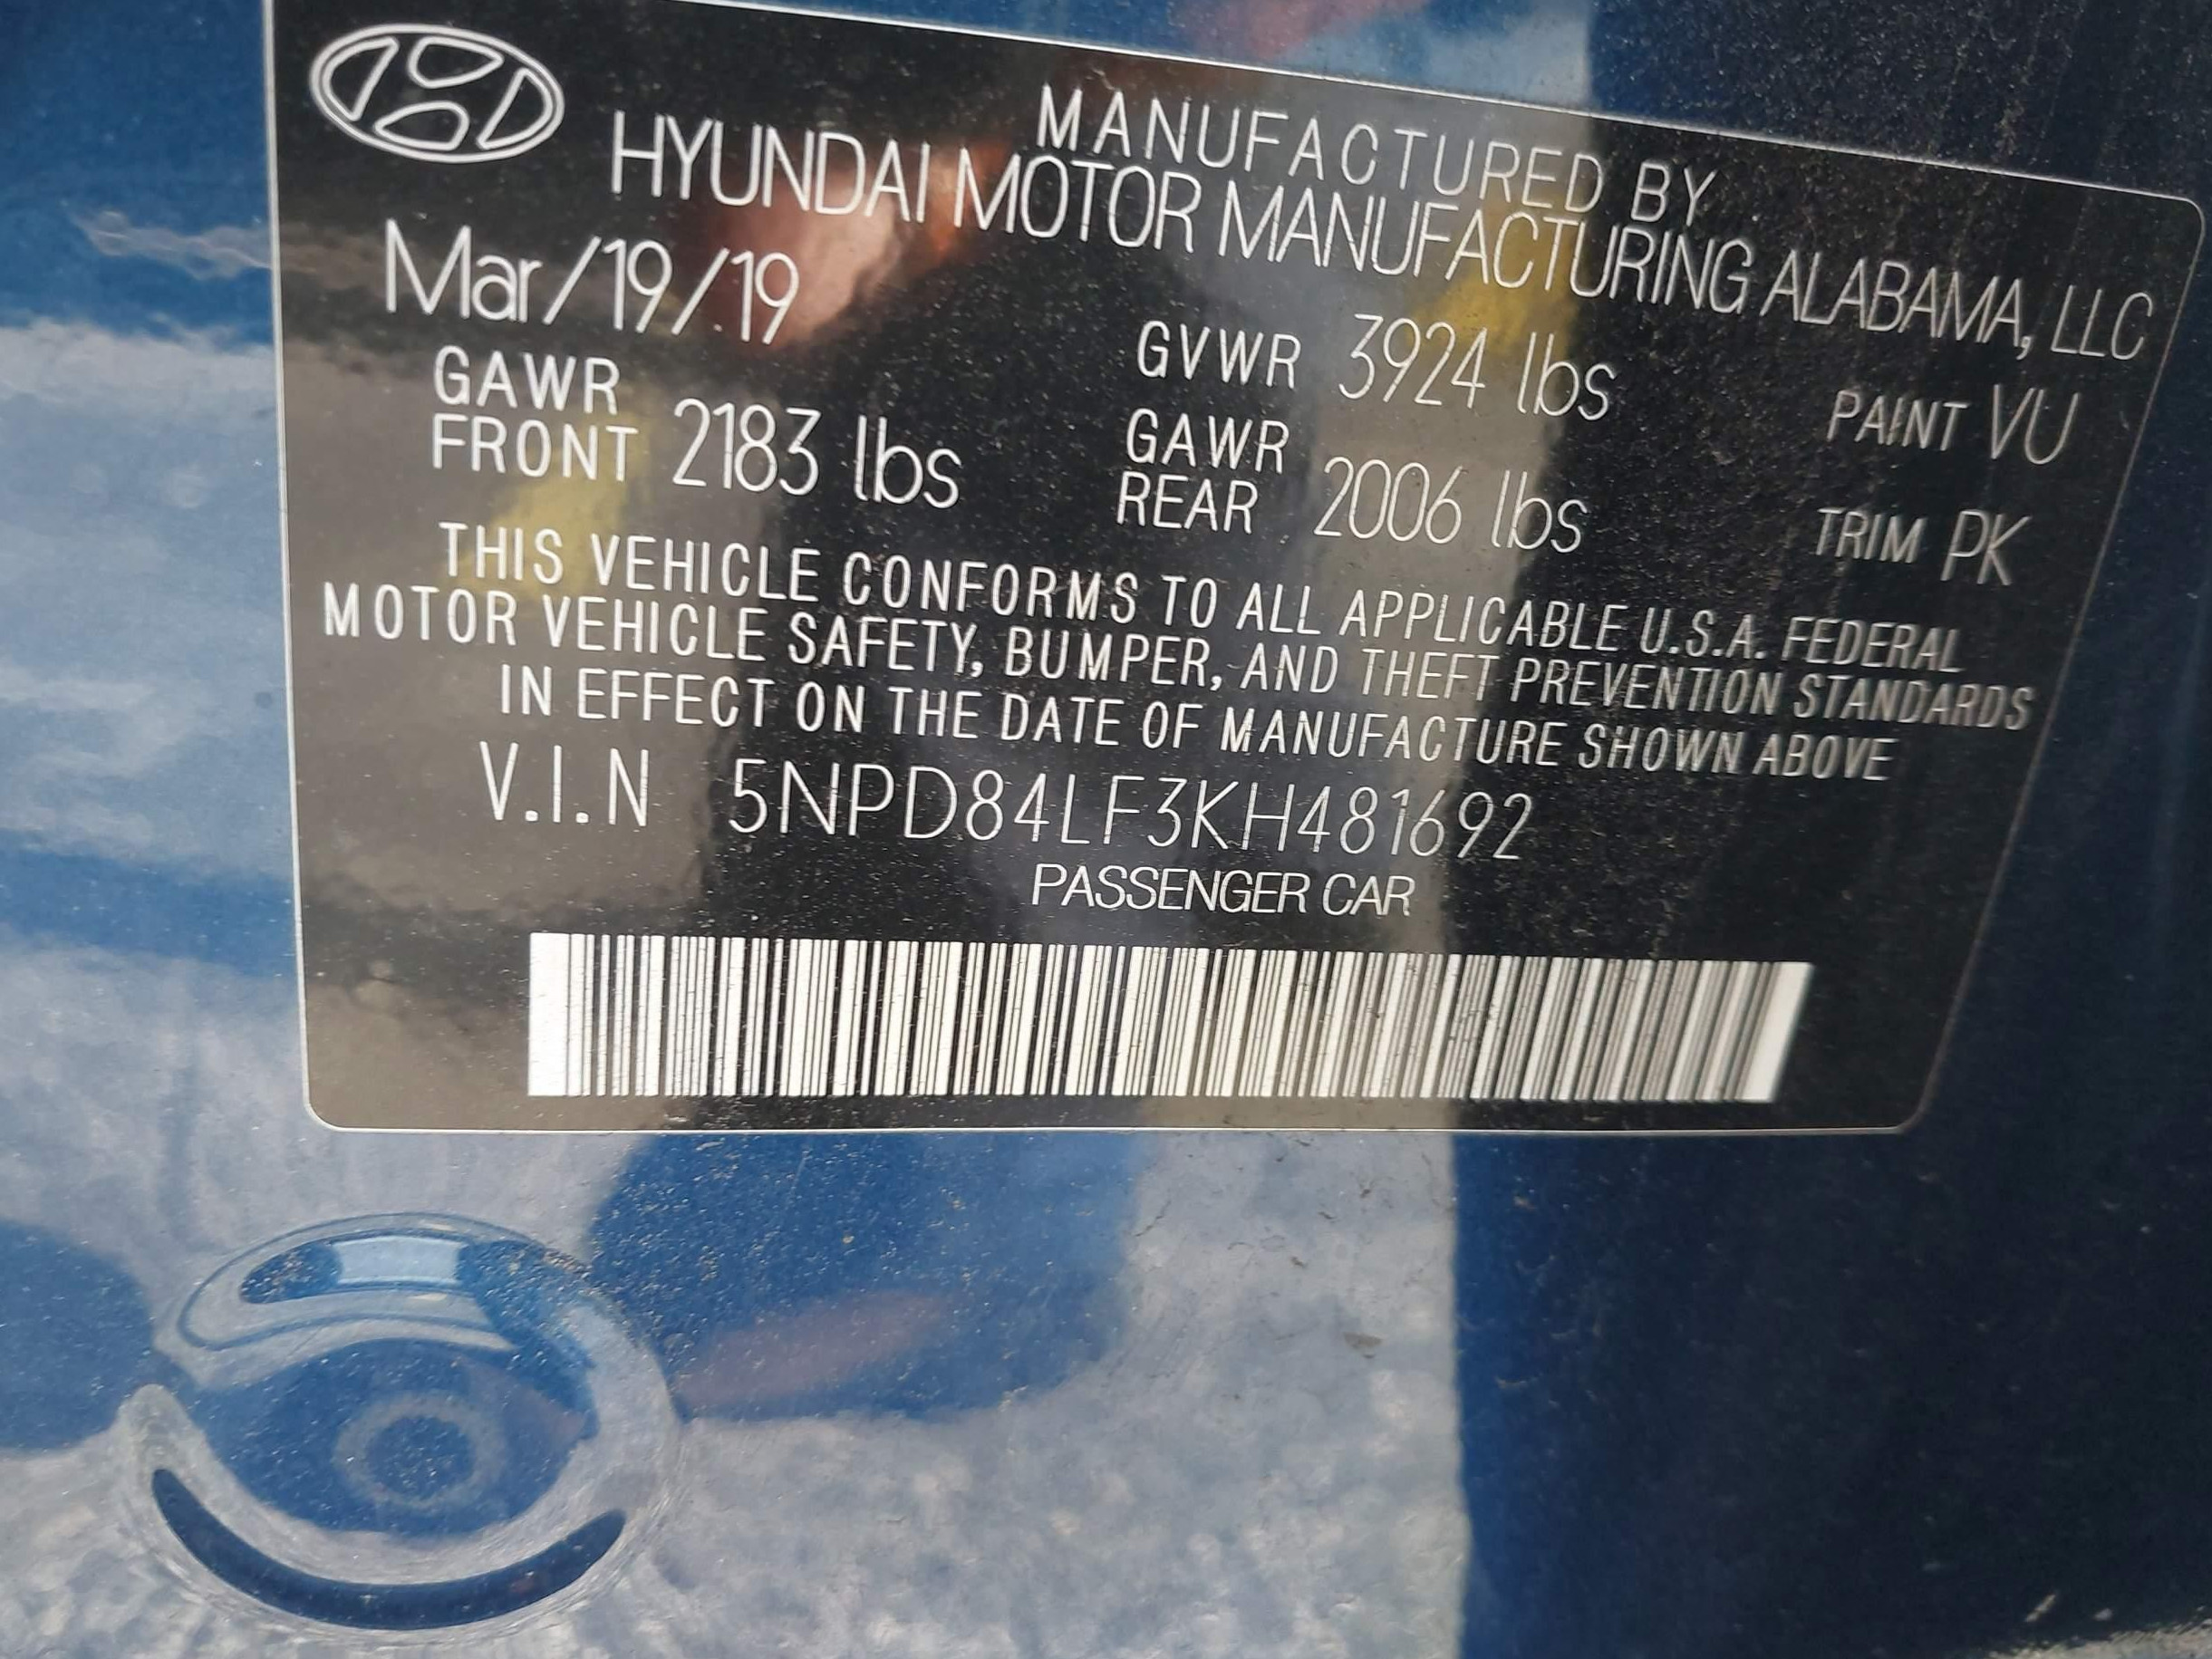 MANUFACTURED BY
HYUNDAI MOTOR MANUFACTURING ALABAMA, LLC
Mar/19/19
GVWR 3924 lbs
PAINT VU
GAWR
FRONT 2183 lbs
GAWR
REAR 2006 lbs
TRIM PK
THIS VEHICLE CONFORMS TO ALL APPLICABLE U.S.A. FEDERAL
MOTOR VEHICLE SAFETY, BUMPER, AND THEFT PREVENTION STANDARDS
IN EFFECT ON THE DATE OF MANUFACTURE SHOWN ABOVE
V.I.N 5NPD84LF3KH481692
PASSENGER CAR